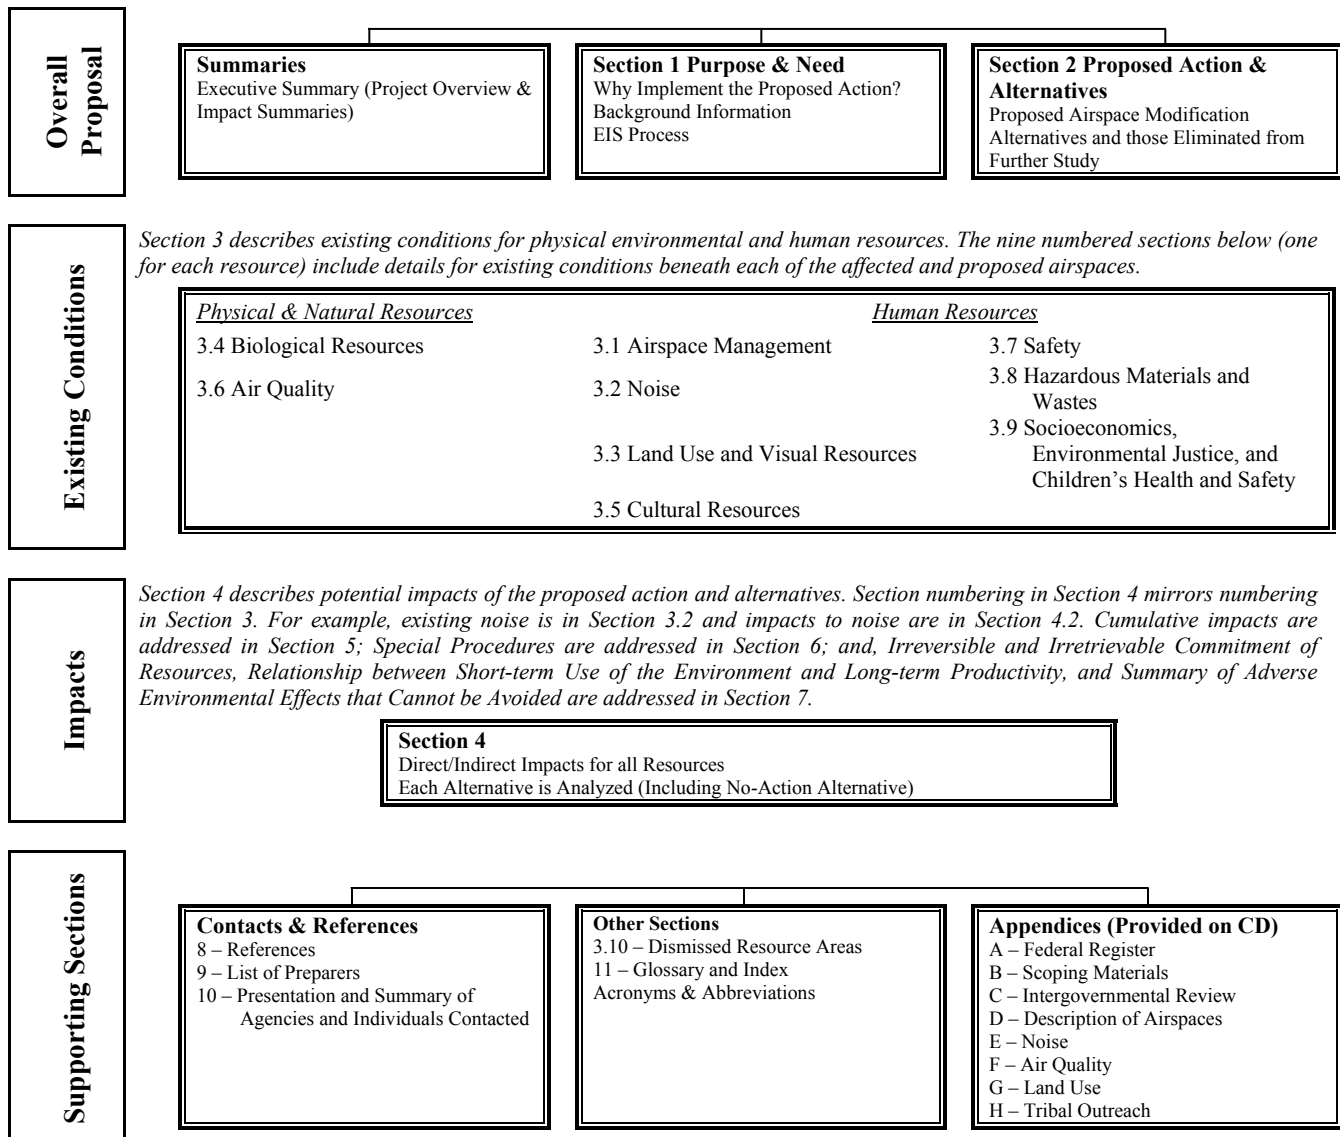 Overall
Proposal
Summaries
Executive Summary (Project Overview &
Impact Summaries)
Section 1 Purpose & Need
Why Implement the Proposed Action?
Background Information
EIS Process
Section 2 Proposed Action &
Alternatives
Proposed Airspace Modification
Alternatives and those Eliminated from
Further Study
Existing Conditions
Section 3 describes existing conditions for physical environmental and human resources. The nine numbered sections below (one
for each resource) include details for existing conditions beneath each of the affected and proposed airspaces.
Physical & Natural Resources
3.4 Biological Resources
3.6 Air Quality
Human Resources
3.1 Airspace Management
3.2 Noise
3.3 Land Use and Visual Resources
3.5 Cultural Resources
3.7 Safety
3.8 Hazardous Materials and
Wastes
3.9 Socioeconomics,
Environmental Justice, and
Children's Health and Safety
Impacts
Section 4 describes potential impacts of the proposed action and alternatives. Section numbering in Section 4 mirrors numbering
in Section 3. For example, existing noise is in Section 3.2 and impacts to noise are in Section 4.2. Cumulative impacts are
addressed in Section 5; Special Procedures are addressed in Section 6; and, Irreversible and Irretrievable Commitment of
Resources, Relationship between Short-term Use of the Environment and Long-term Productivity, and Summary of Adverse
Environmental Effects that Cannot be Avoided are addressed in Section 7.
Section 4
Direct/Indirect Impacts for all Resources
Each Alternative is Analyzed (Including No-Action Alternative)
Supporting Sections
Contacts & References
8 – References
9 – List of Preparers
10 – Presentation and Summary of
Agencies and Individuals Contacted
Other Sections
3.10 – Dismissed Resource Areas
11 – Glossary and Index
Acronyms & Abbreviations
Appendices (Provided on CD)
A – Federal Register
B – Scoping Materials
C – Intergovernmental Review
D – Description of Airspaces
E – Noise
F – Air Quality
G – Land Use
H – Tribal Outreach